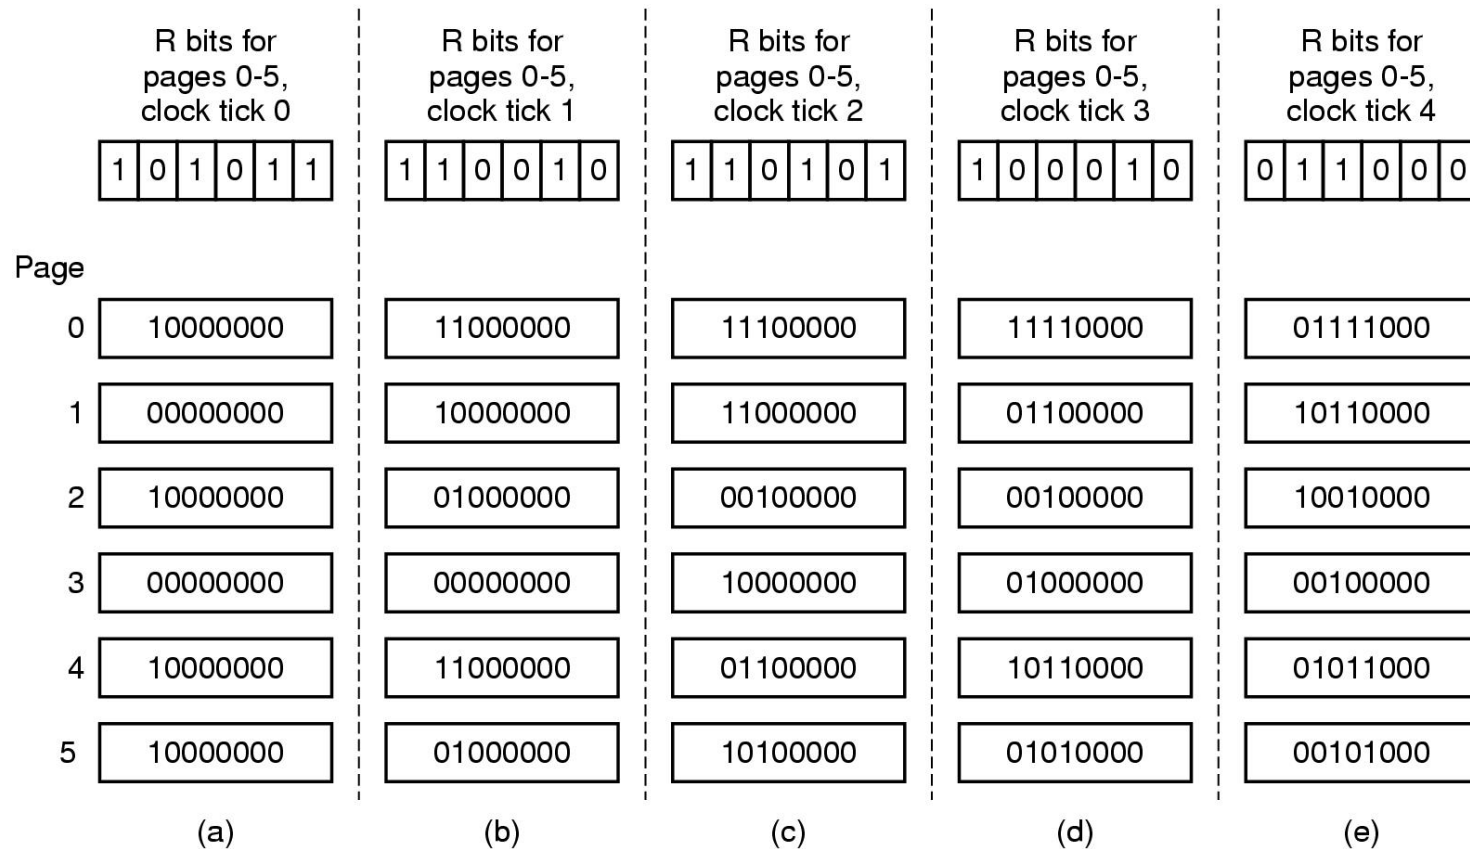 R bits for
pages 0-5,
clock tick 0
R bits for
pages 0-5,
clock tick 1
R bits for
pages 0-5,
clock tick 2
R bits for
pages 0-5,
clock tick 3
R bits for
pages 0-5,
clock tick 4
1 0 1 0 1 1
1 1 0 0 1 0
1 1 0 1 0 1
1 0 0 0 1 0
0 1 1 0 0 0
Page
0 10000000 11000000 11100000 11110000 01111000
1 00000000 10000000 11000000 01100000 10110000
2 10000000 01000000 00100000 00100000 10010000
3 00000000 00000000 10000000 01000000 00100000
4 10000000 11000000 01100000 10110000 01011000
5 10000000 01000000 10100000 01010000 00101000
(a) (b) (c) (d) (e)